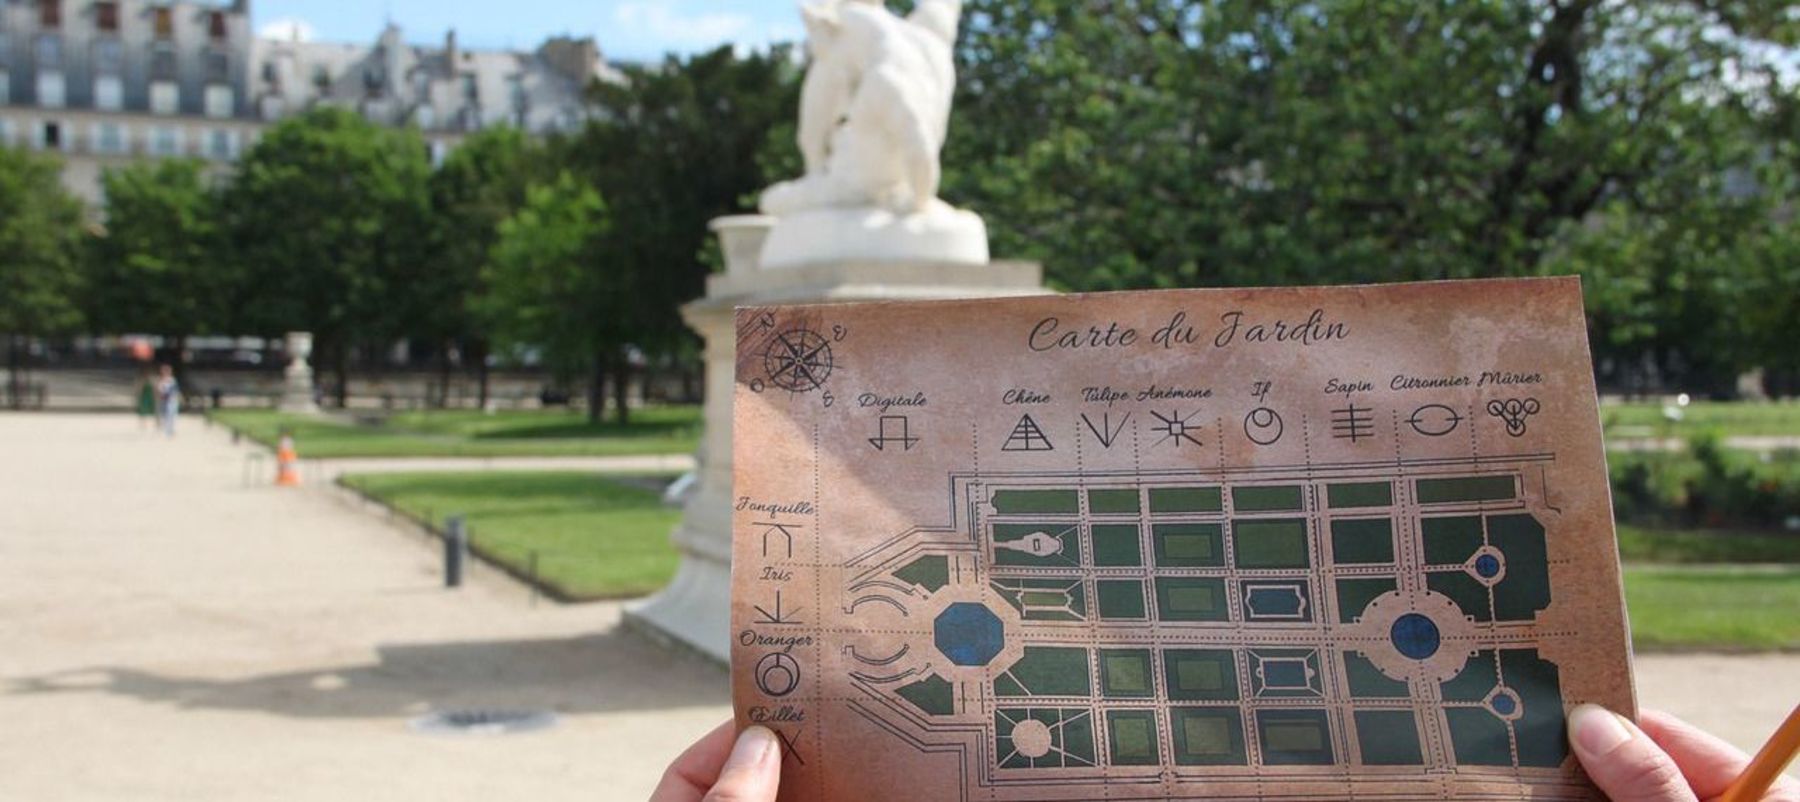 Carte du Jardin
N
E
O
Digitale
Chêne
Tulipe
Anémone
If
Sapin
Citronnier
Mûrier
Jonquille
Iris
Oranger
Œillet